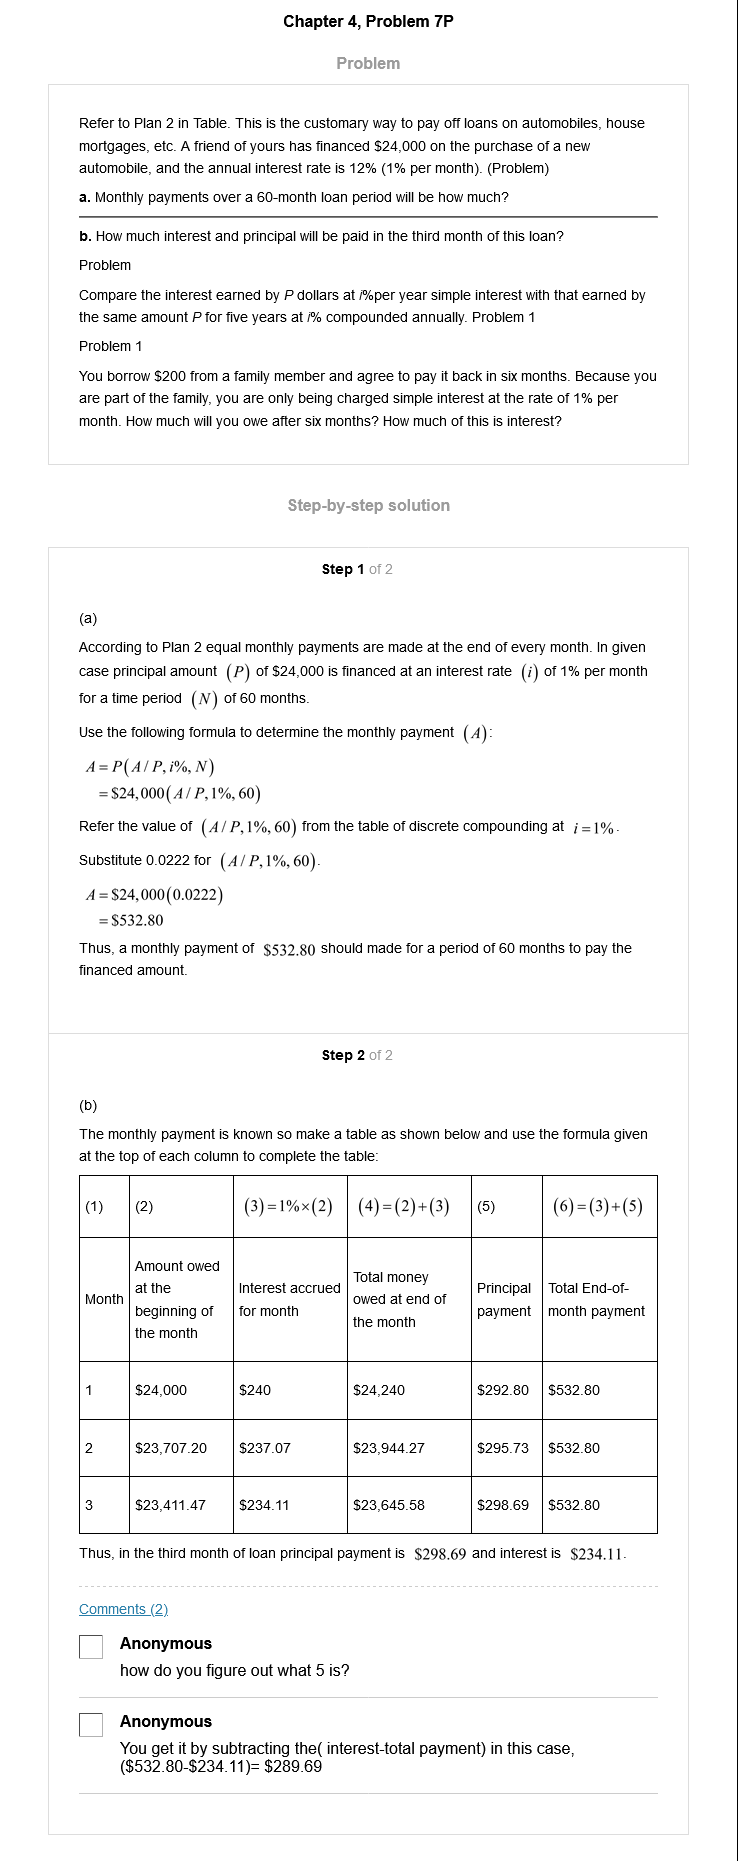 Chapter 4, Problem 7P
Problem
Refer to Plan 2 in Table. This is the customary way to pay off loans on automobiles, house
mortgages, etc. A friend of yours has financed $24,000 on the purchase of a new
automobile, and the annual interest rate is 12% (1% per month). (Problem)
a. Monthly payments over a 60-month loan period will be how much?
b. How much interest and principal will be paid in the third month of this loan?
Problem
Compare the interest earned by P dollars at i%per year simple interest with that earned by
the same amount P for five years at i% compounded annually. Problem 1
Problem 1
You borrow $200 from a family member and agree to pay it back in six months. Because you
are part of the family, you are only being charged simple interest at the rate of 1% per
month. How much will you owe after six months? How much of this is interest?
Step-by-step solution
Step 1 of 2
(a)
According to Plan 2 equal monthly payments are made at the end of every month. In given
case principal amount (P) of $24,000 is financed at an interest rate (i) of 1% per month
for a time period (N) of 60 months.
Use the following formula to determine the monthly payment (A):
A = P(A/P,i%,N)
= $24,000(A/P,1%,60)
Refer the value of (A/P,1%,60) from the table of discrete compounding at i=1%.
Substitute 0.0222 for (A/P,1%,60).
A = $24,000(0.0222)
= $532.80
Thus, a monthly payment of $532.80 should made for a period of 60 months to pay the
financed amount.
Step 2 of 2
(b)
The monthly payment is known so make a table as shown below and use the formula given
at the top of each column to complete the table:
(1) (2) (3)=1%×(2) (4)=(2)+(3) (5) (6)=(3)+(5)
Month
Amount owed
at the
beginning of
the month
Interest accrued
for month
Total money
owed at end of
the month
Principal
payment
Total End-of-
month payment
1 $24,000 $240 $24,240 $292.80 $532.80
2 $23,707.20 $237.07 $23,944.27 $295.73 $532.80
3 $23,411.47 $234.11 $23,645.58 $298.69 $532.80
Thus, in the third month of loan principal payment is $298.69 and interest is $234.11.
Comments (2)
Anonymous
how do you figure out what 5 is?
Anonymous
You get it by subtracting the( interest-total payment) in this case,
($532.80-$234.11)= $289.69